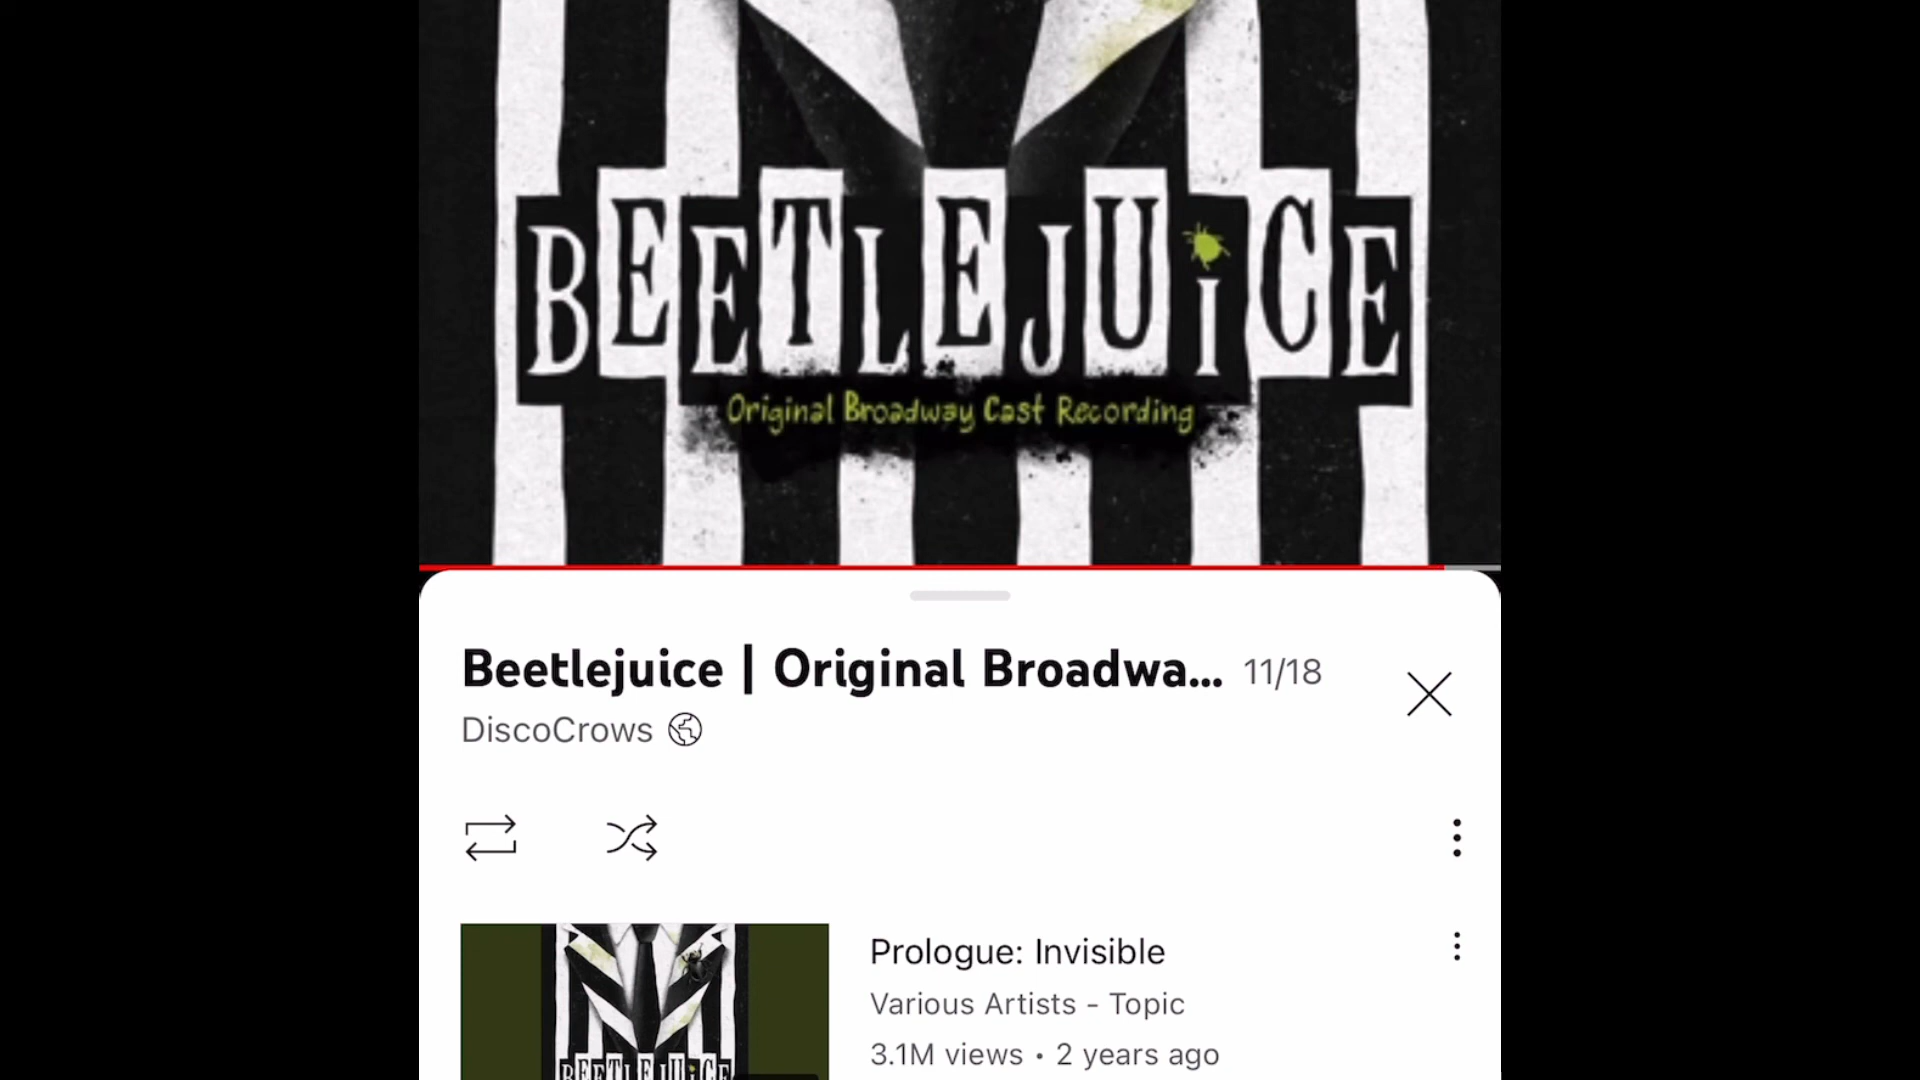 BEETLEJUiCE
Original Broadway Cast Recording
Beetlejuice | Original Broadwa... 11/18
DiscoCrows
Prologue: Invisible
Various Artists - Topic
3.1M views • 2 years ago
BEETLEJUiCE